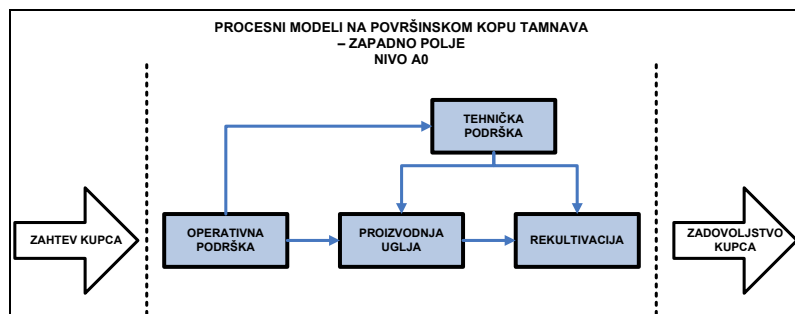 PROCESNI MODELI NA POVRŠINSKOM KOPU TAMNAVA
– ZAPADNO POLJE
NIVO A0
TEHNIČKA
PODRŠKA
ZAHTEV KUPCA
OPERATIVNA
PODRŠKA
PROIZVODNJA
UGLJA
REKULTIVACIJA
ZADOVOLJSTVO
KUPCA